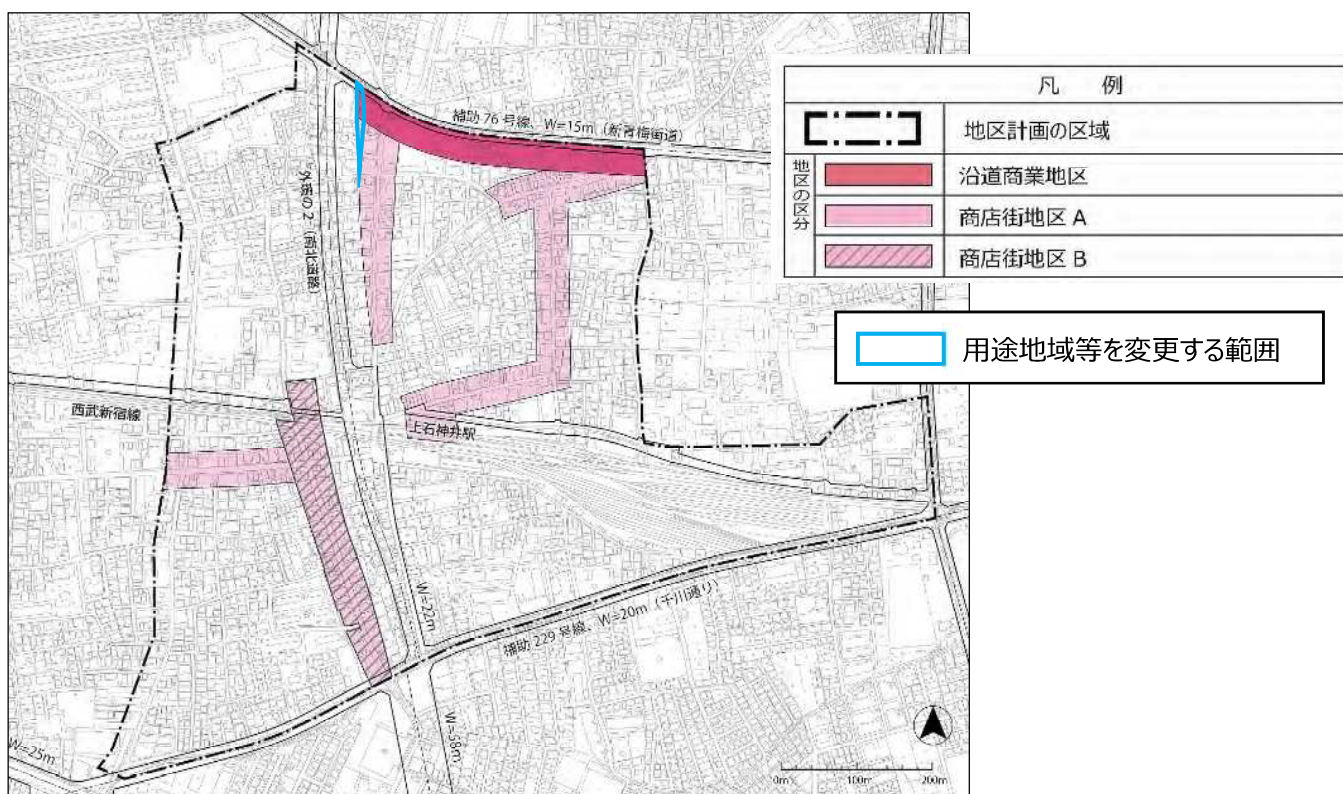 補助 76 号線、W=15m(新青梅街道)
外環の2(南北道路)
西武新宿線
上石神井駅
W=22m
補助 229 号線、W=20m(千川通り)
W=58m
W=25m
0m 100m 200m
凡 例
地区計画の区域
地区の区分
沿道商業地区
商店街地区 A
商店街地区 B
用途地域等を変更する範囲